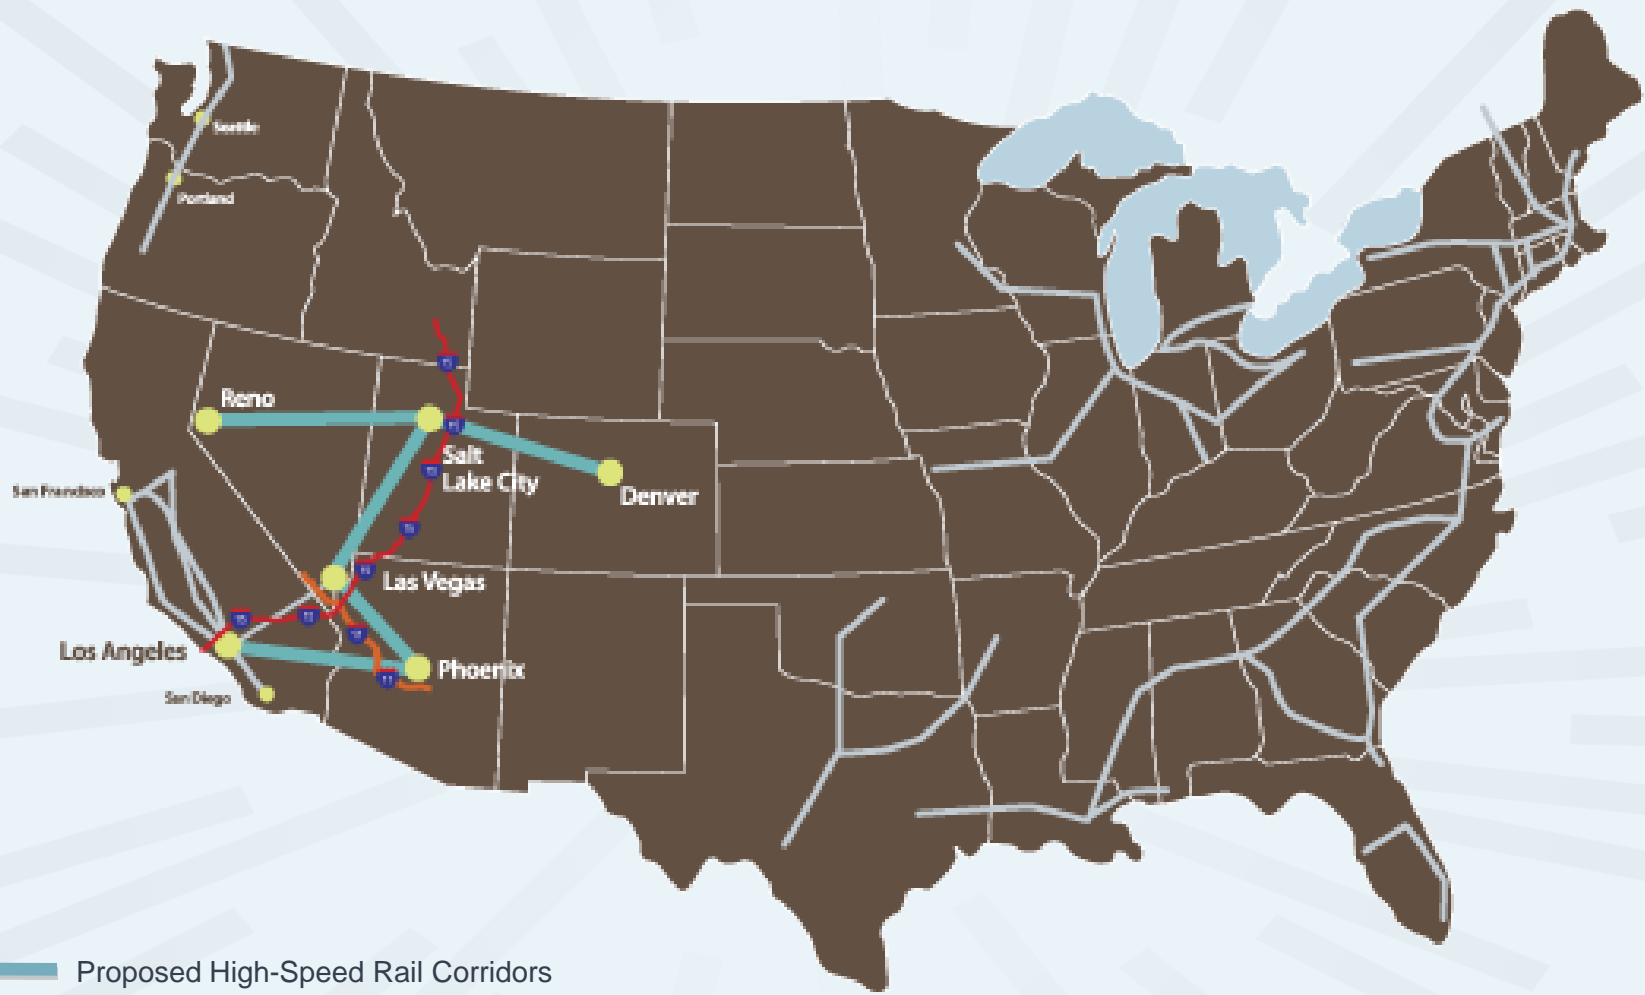 Seattle
Portland
Reno
Salt
Lake City
Denver
San Francisco
Las Vegas
Los Angeles
Phoenix
San Diego
Proposed High-Speed Rail Corridors